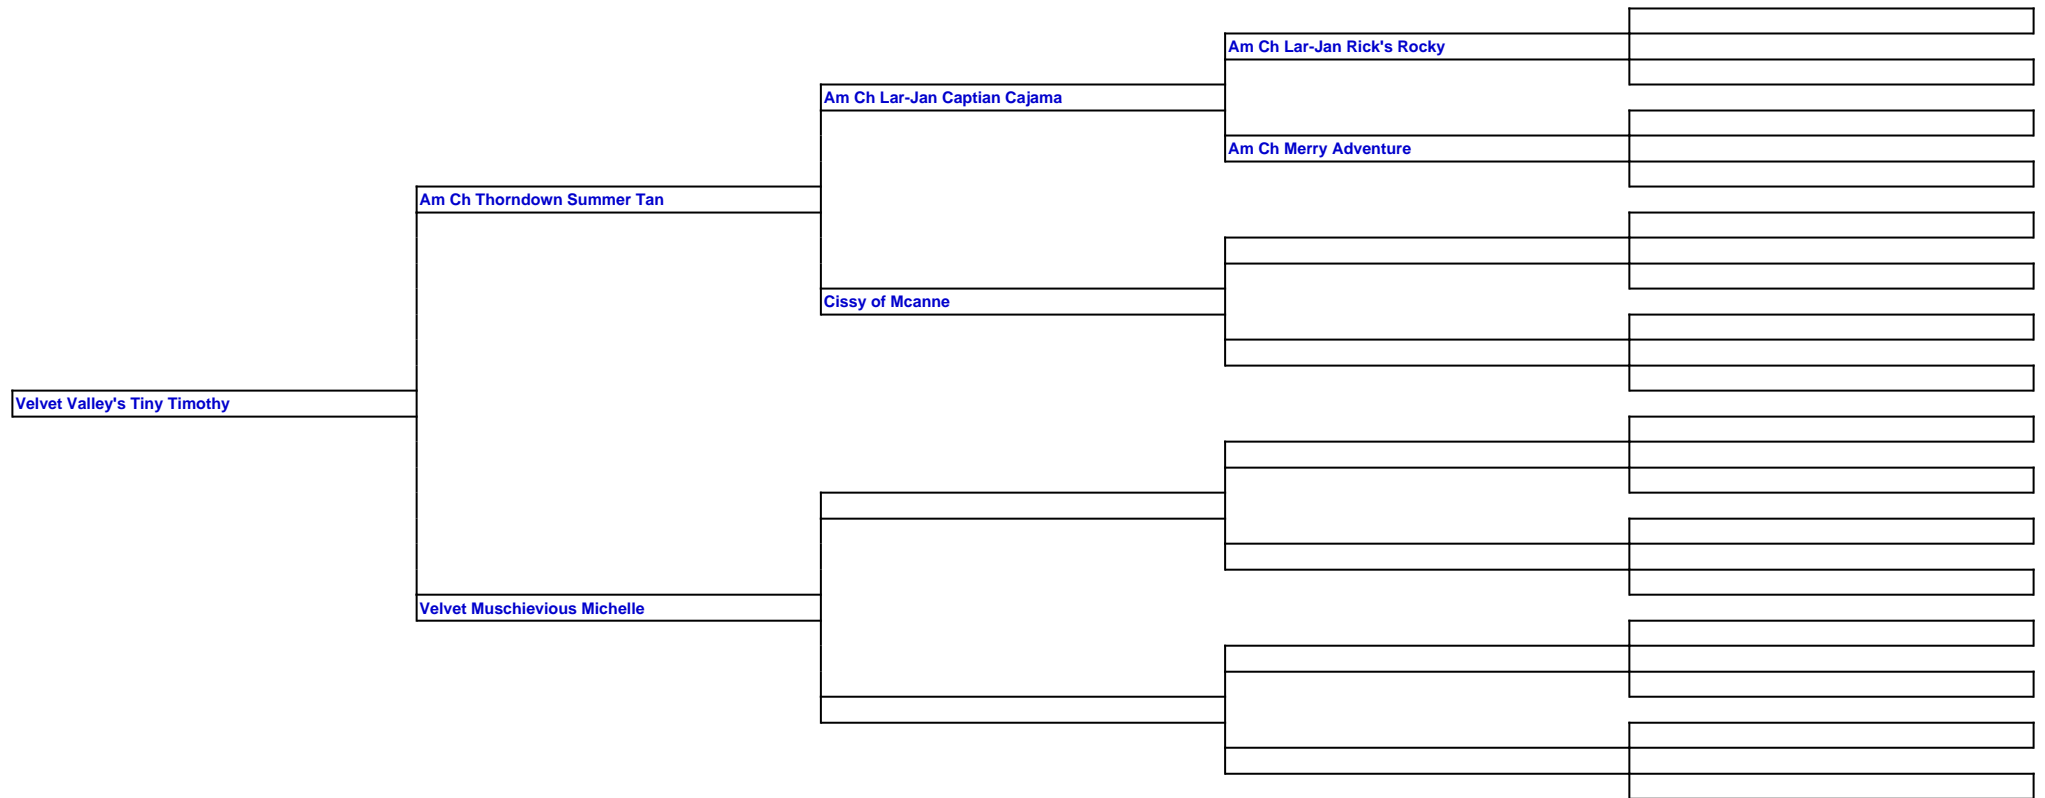 Am Ch Lar-Jan Rick's Rocky
Am Ch Lar-Jan Captian Cajama
Am Ch Merry Adventure
Am Ch Thorndown Summer Tan
Cissy of Mcanne
Velvet Valley's Tiny Timothy
Velvet Muschievious Michelle